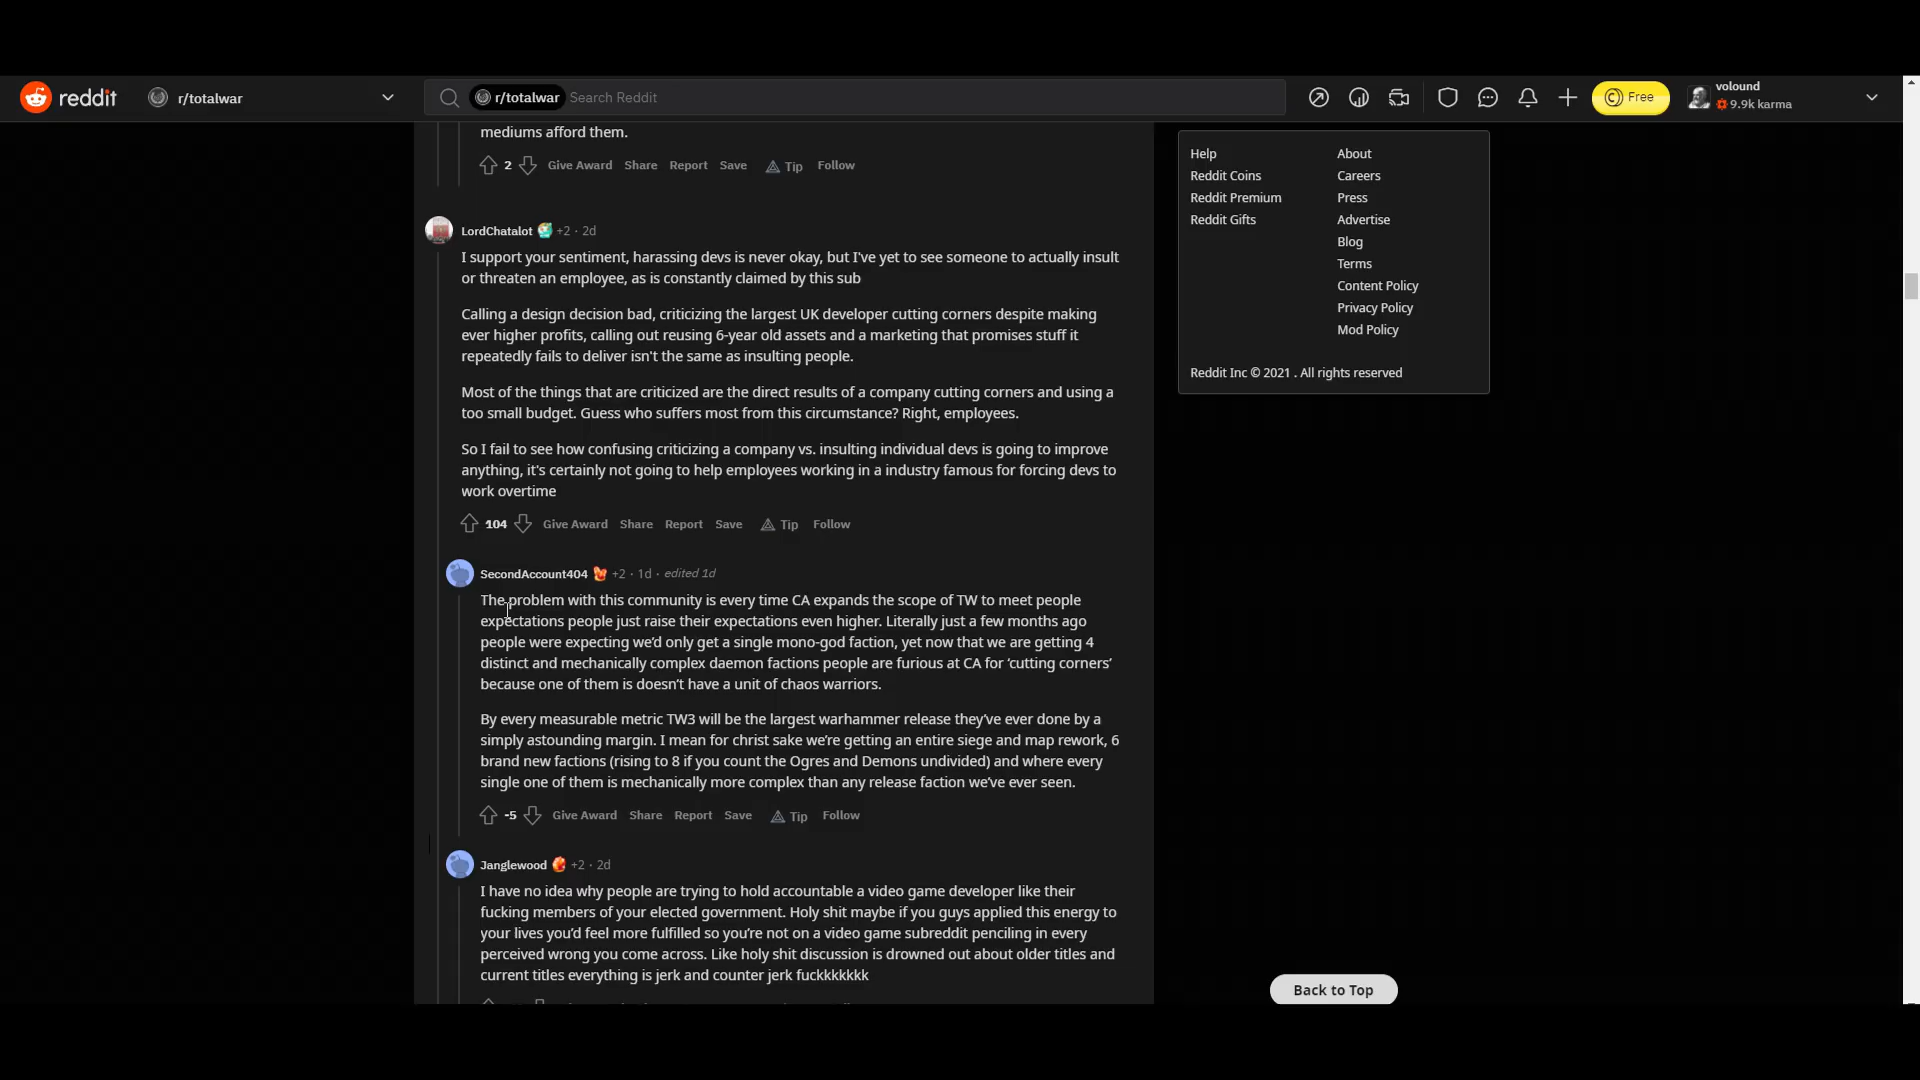 reddit
r/totalwar
r/totalwar Search Reddit
Free
volound
9.9k karma
mediums afford them.
2 Give Award Share Report Save Tip Follow
LordChatalot +2 · 2d
I support your sentiment, harassing devs is never okay, but I've yet to see someone to actually insult
or threaten an employee, as is constantly claimed by this sub
Calling a design decision bad, criticizing the largest UK developer cutting corners despite making
ever higher profits, calling out reusing 6-year old assets and a marketing that promises stuff it
repeatedly fails to deliver isn't the same as insulting people.
Most of the things that are criticized are the direct results of a company cutting corners and using a
too small budget. Guess who suffers most from this circumstance? Right, employees.
So I fail to see how confusing criticizing a company vs. insulting individual devs is going to improve
anything, it's certainly not going to help employees working in a industry famous for forcing devs to
work overtime
104 Give Award Share Report Save Tip Follow
SecondAccount404 +2 · 1d · edited 1d
The problem with this community is every time CA expands the scope of TW to meet people
expectations people just raise their expectations even higher. Literally just a few months ago
people were expecting we’d only get a single mono-god faction, yet now that we are getting 4
distinct and mechanically complex daemon factions people are furious at CA for ‘cutting corners’
because one of them is doesn’t have a unit of chaos warriors.
By every measurable metric TW3 will be the largest warhammer release they’ve ever done by a
simply astounding margin. I mean for christ sake we’re getting an entire siege and map rework, 6
brand new factions (rising to 8 if you count the Ogres and Demons undivided) and where every
single one of them is mechanically more complex than any release faction we’ve ever seen.
-5 Give Award Share Report Save Tip Follow
Janglewood +2 · 2d
I have no idea why people are trying to hold accountable a video game developer like their
fucking members of your elected government. Holy shit maybe if you guys applied this energy to
your lives you’d feel more fulfilled so you’re not on a video game subreddit penciling in every
perceived wrong you come across. Like holy shit discussion is drowned out about older titles and
current titles everything is jerk and counter jerk fuckkkkkkk
Help
Reddit Coins
Reddit Premium
Reddit Gifts
About
Careers
Press
Advertise
Blog
Terms
Content Policy
Privacy Policy
Mod Policy
Reddit Inc © 2021 . All rights reserved
Back to Top